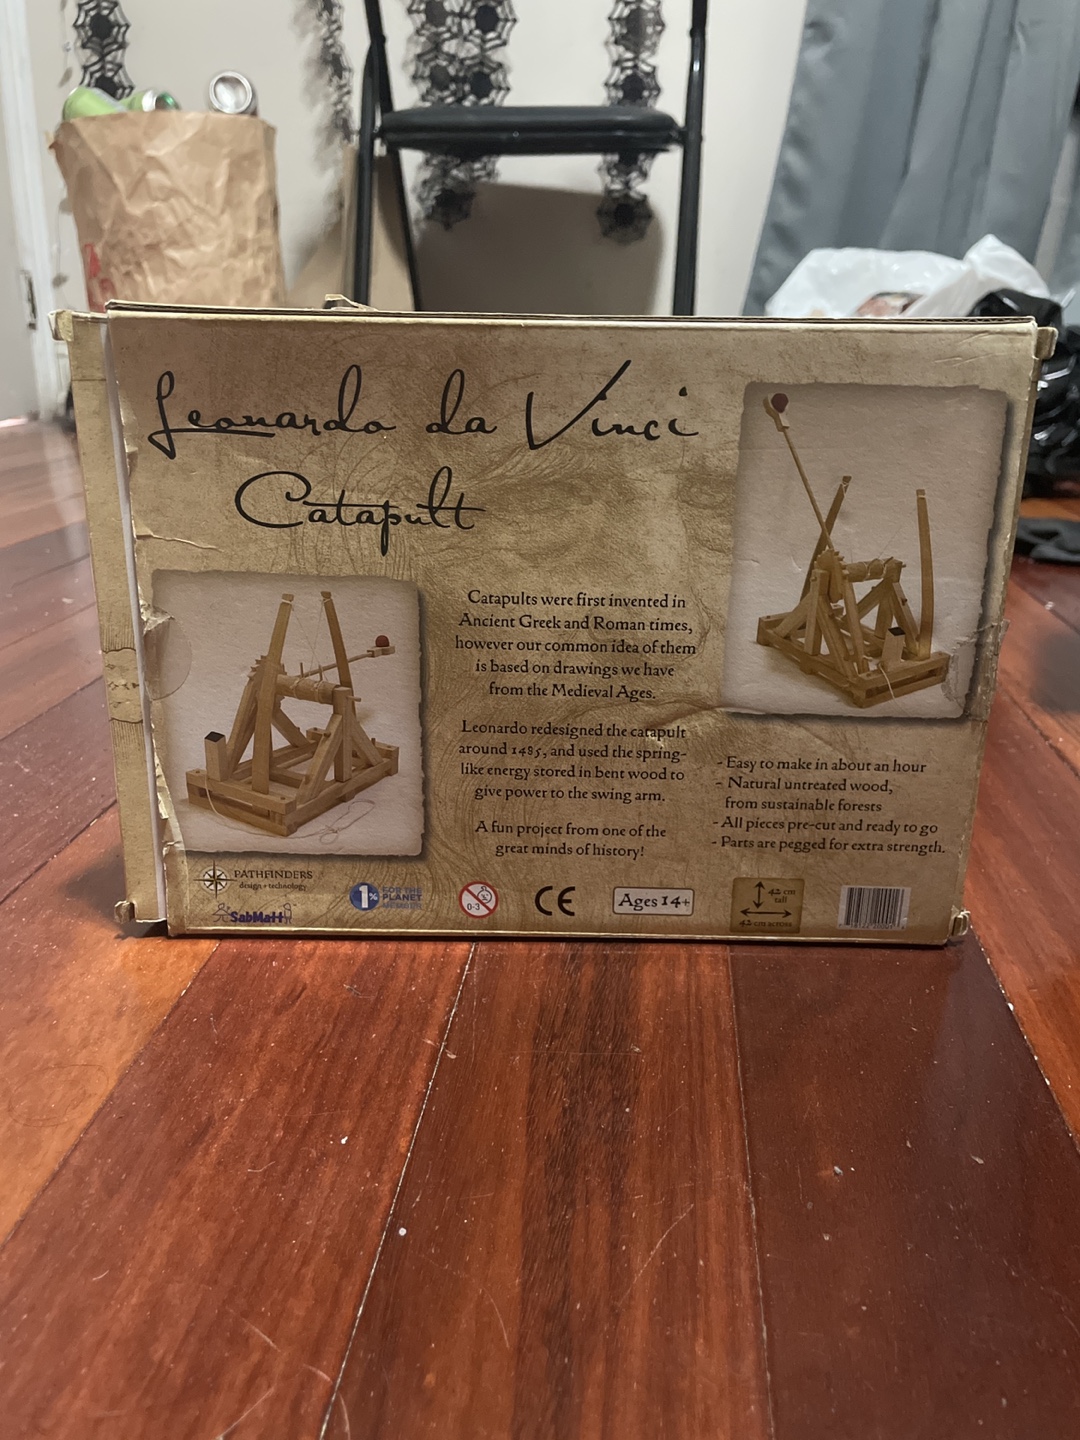 Leonardo da Vinci
Catapult
Catapults were first invented in
Ancient Greek and Roman times,
however our common idea of them
is based on drawings we have
from the Medieval Ages.
Leonardo redesigned the catapult
around 1485, and used the spring-
like energy stored in bent wood to
give power to the swing arm.
A fun project from one of the
great minds of history!
- Easy to make in about an hour
- Natural untreated wood,
from sustainable forests
- All pieces pre-cut and ready to go
- Parts are pegged for extra strength.
PATHFINDERS
design + technology
SabMatt
1%
FOR THE
PLANET
MEMBER
0-3
CE
Ages 14+
42 cm
tall
42 cm across